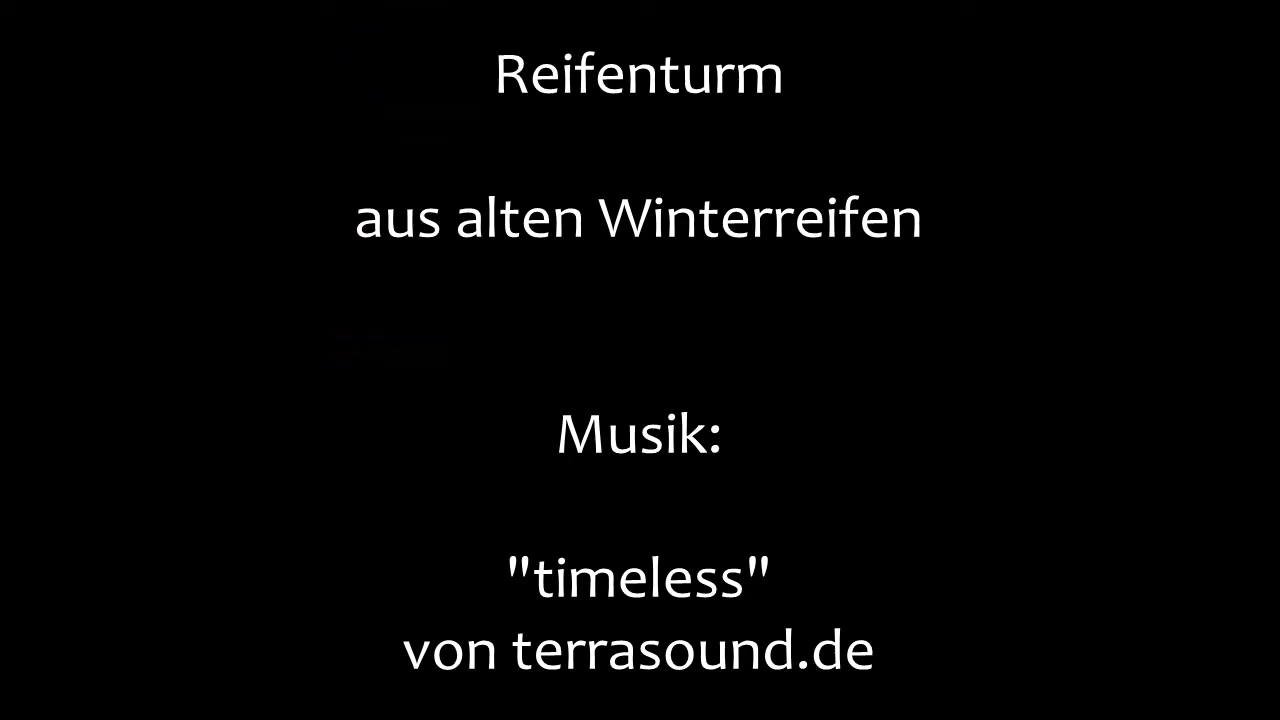 Reifenturm
aus alten Winterreifen
Musik:
"timeless"
von terrasound.de